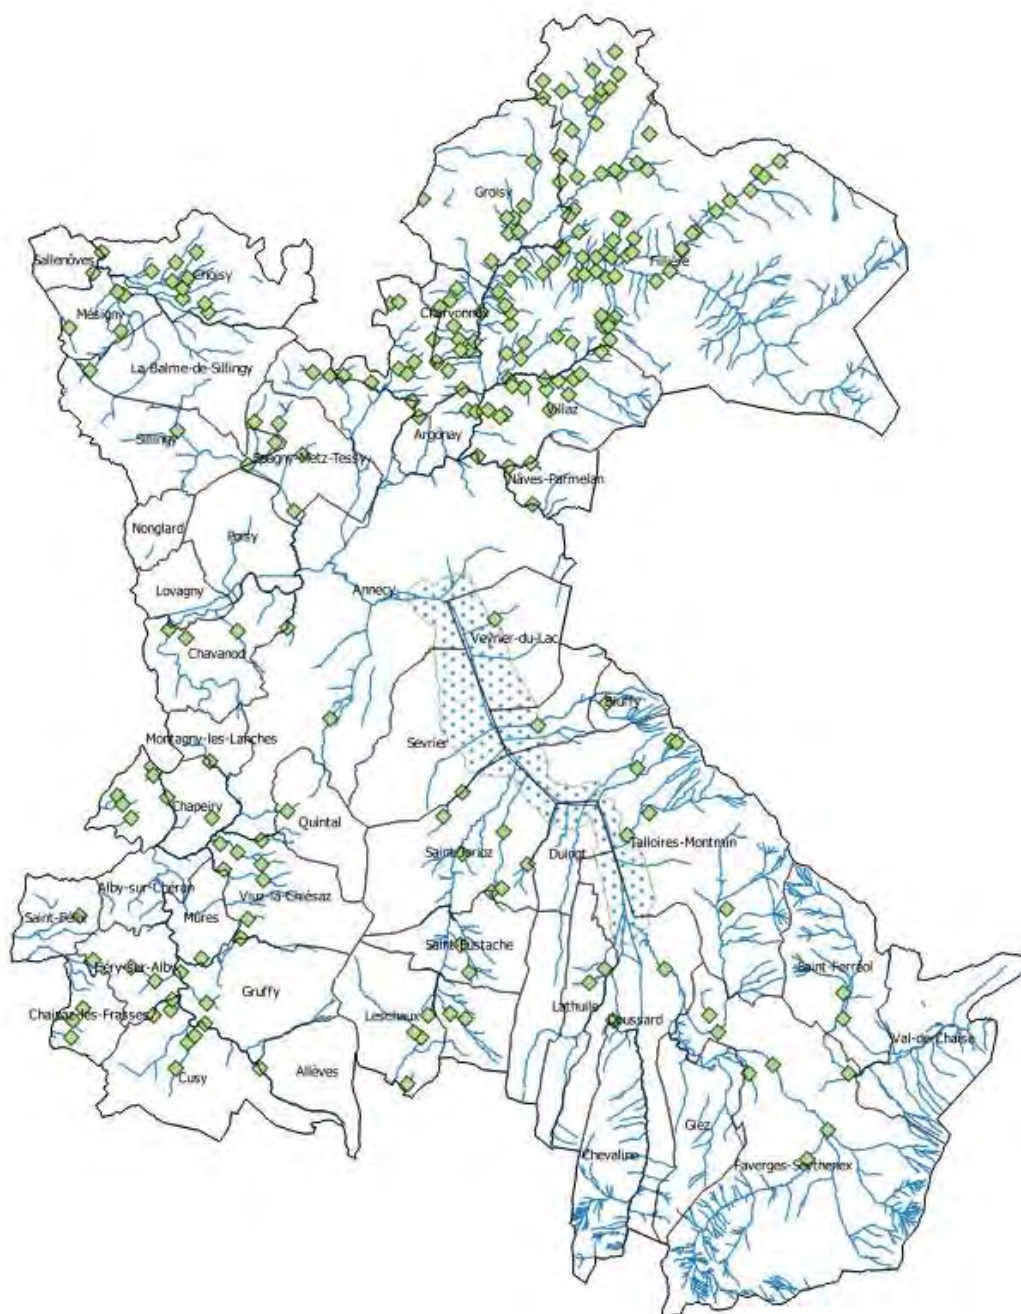 Groisy
Sallenôves
Choisy
Fillière
Mésigny
Charvonnex
La-Balme-de-Sillingy
Villaz
Argonay
Sillingy
Epagny-Metz-Tessy
Nâves-Parmelan
Nonglard
Poisy
Lovagny
Annecy
Veyrier-du-Lac
Chavanod
Bluffy
Montagny-les-Lanches
Sevrier
Chapeiry
Quintal
Talloires-Montmin
Saint-Jorioz
Duingt
Alby-sur-Chéran
Viuz-la-Chiésaz
Saint-Félix
Mûres
Saint-Eustache
Héry-sur-Alby
Saint-Ferréol
Gruffy
Lathuile
Chainaz-les-Frasses
Leschaux
Doussard
Val-de-Chaise
Allèves
Cusy
Giez
Chevaline
Faverges-Seythenex